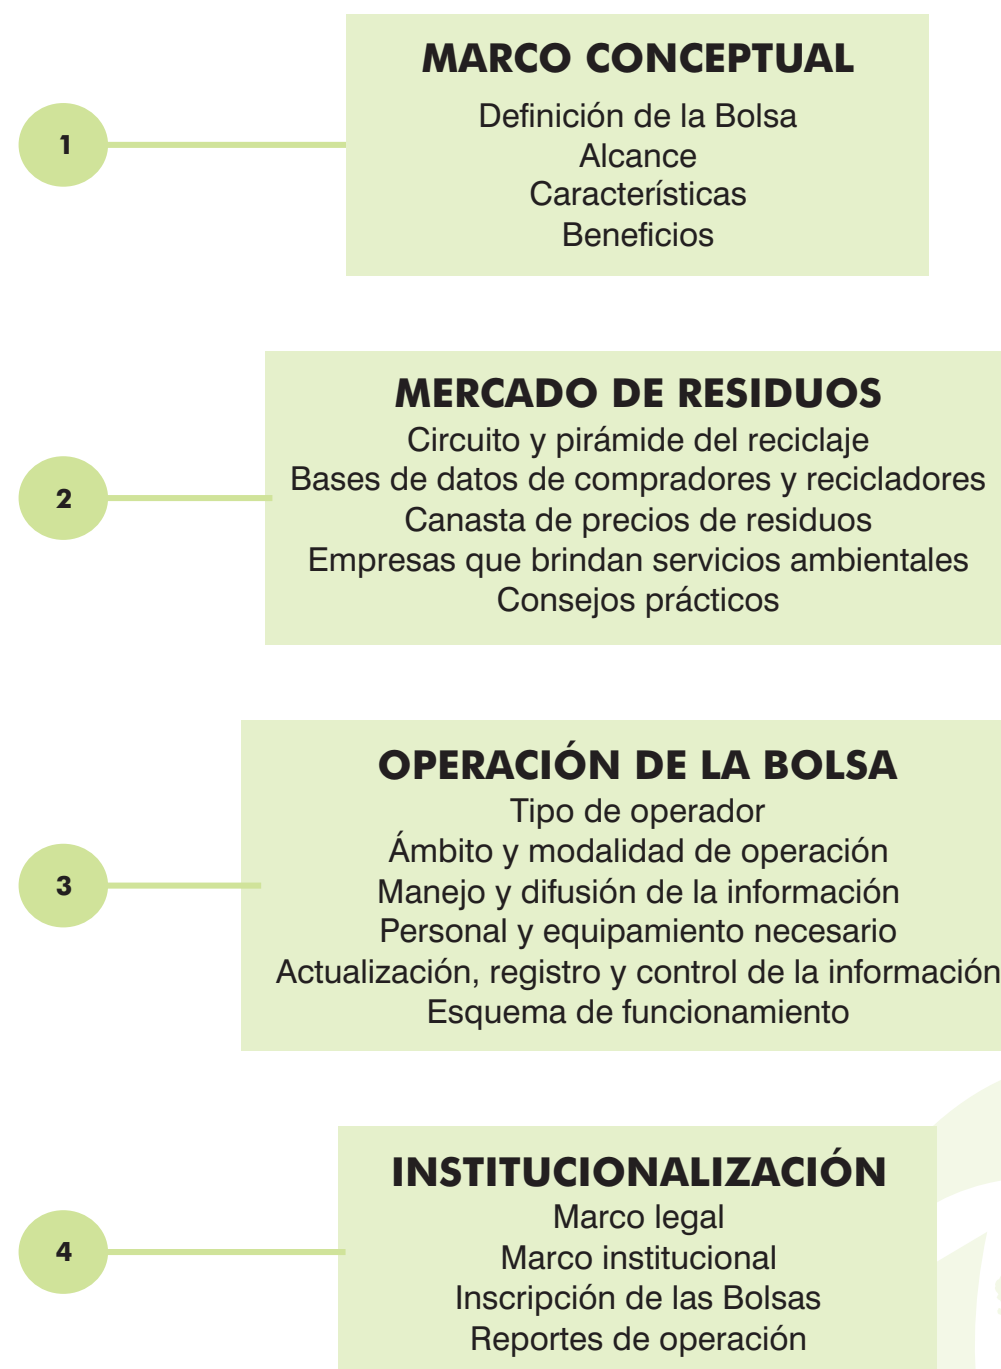 MARCO CONCEPTUAL
1
Definición de la Bolsa
Alcance
Características
Beneficios
MERCADO DE RESIDUOS
2
Circuito y pirámide del reciclaje
Bases de datos de compradores y recicladores
Canasta de precios de residuos
Empresas que brindan servicios ambientales
Consejos prácticos
OPERACIÓN DE LA BOLSA
3
Tipo de operador
Ámbito y modalidad de operación
Manejo y difusión de la información
Personal y equipamiento necesario
Actualización, registro y control de la información
Esquema de funcionamiento
INSTITUCIONALIZACIÓN
4
Marco legal
Marco institucional
Inscripción de las Bolsas
Reportes de operación